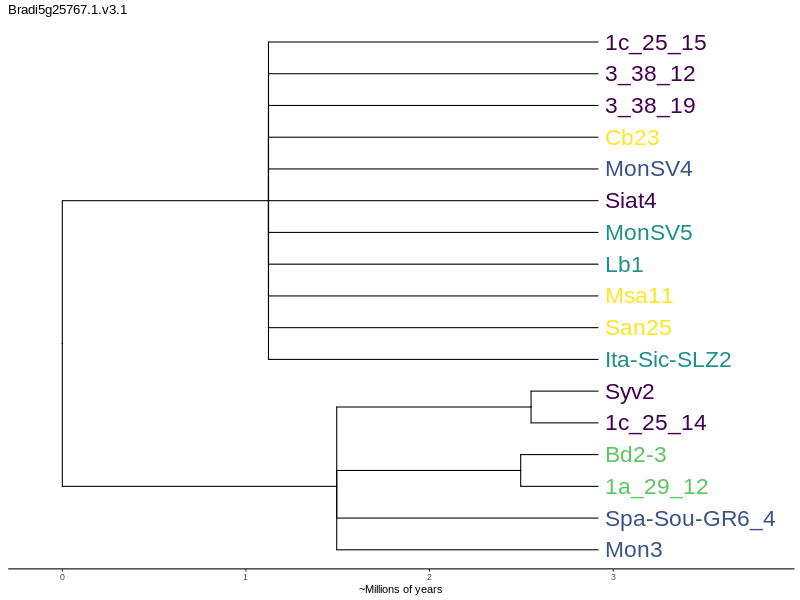 Bradi5g25767.1.v3.1
1c_25_15
3_38_12
3_38_19
Cb23
MonSV4
Siat4
MonSV5
Lb1
Msa11
San25
Ita-Sic-SLZ2
Syv2
1c_25_14
Bd2-3
1a_29_12
Spa-Sou-GR6_4
Mon3
0 1 2 3
~Millions of years